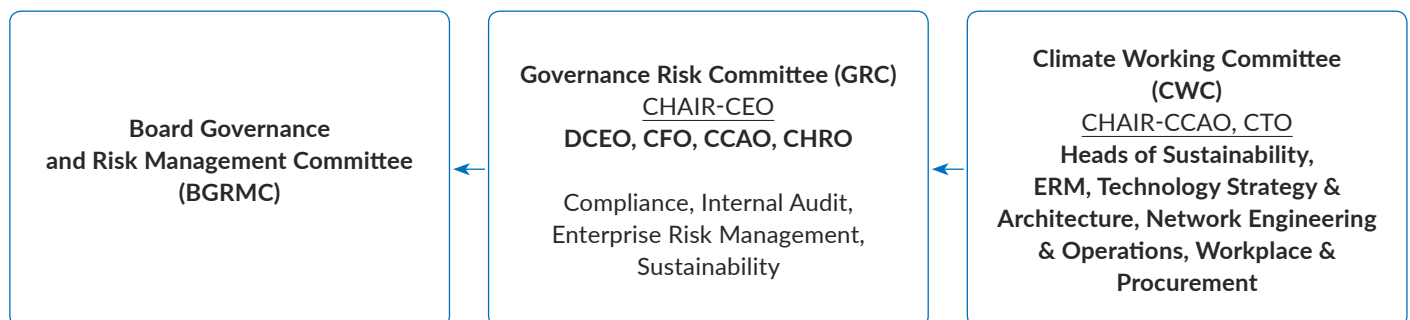 Board Governance
and Risk Management Committee
(BGRMC)
Governance Risk Committee (GRC)
CHAIR-CEO
DCEO, CFO, CCAO, CHRO
Compliance, Internal Audit,
Enterprise Risk Management,
Sustainability
Climate Working Committee
(CWC)
CHAIR-CCAO, CTO
Heads of Sustainability,
ERM, Technology Strategy &
Architecture, Network Engineering
& Operations, Workplace &
Procurement